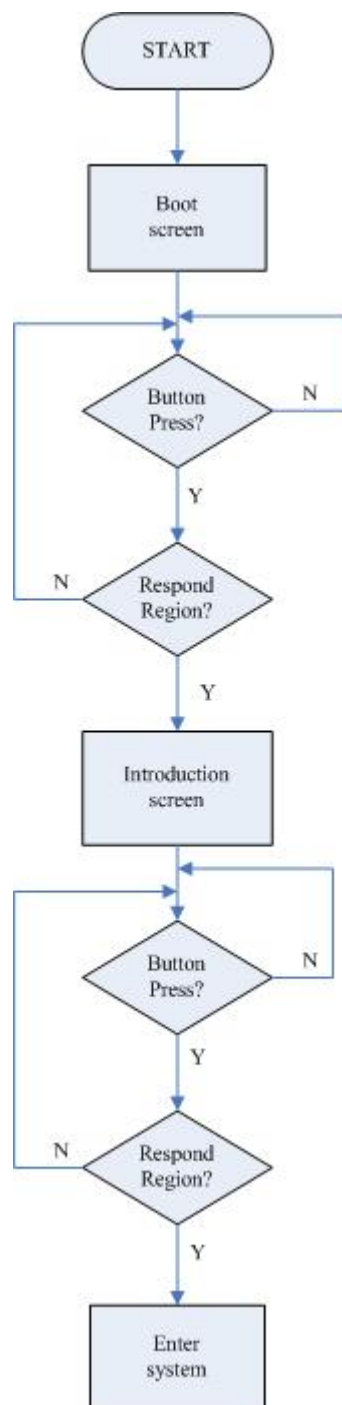 START
Boot
screen
Button
Press?
N
Y
Respond
Region?
N
Y
Introduction
screen
Button
Press?
N
Y
Respond
Region?
N
Y
Enter
system